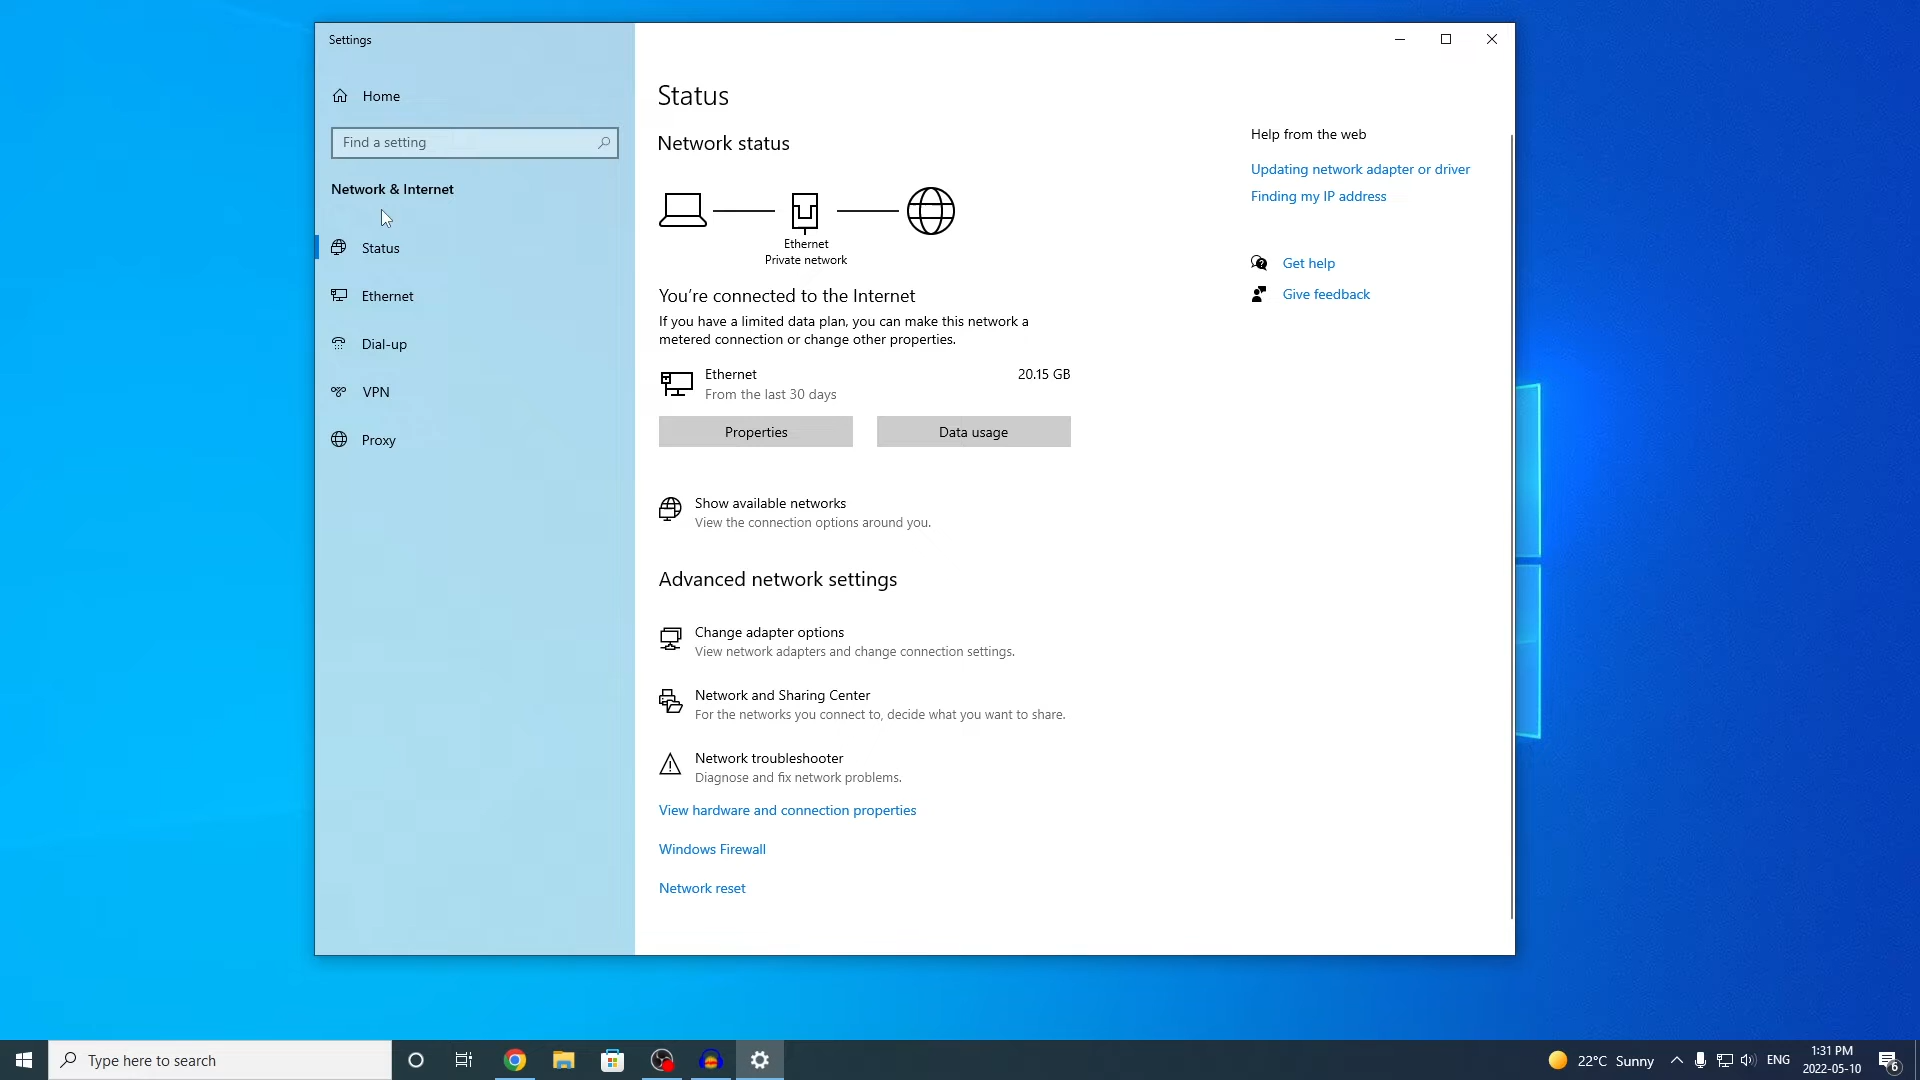 Settings
Home
Find a setting
Network & Internet
Status
Ethernet
Dial-up
VPN
Proxy
Status
Network status
Ethernet
Private network
You're connected to the Internet
If you have a limited data plan, you can make this network a
metered connection or change other properties.
Ethernet 20.15 GB
From the last 30 days
Properties Data usage
Show available networks
View the connection options around you.
Advanced network settings
Change adapter options
View network adapters and change connection settings.
Network and Sharing Center
For the networks you connect to, decide what you want to share.
Network troubleshooter
Diagnose and fix network problems.
View hardware and connection properties
Windows Firewall
Network reset
Help from the web
Updating network adapter or driver
Finding my IP address
Get help
Give feedback
Type here to search
22°C Sunny
ENG
1:31 PM
2022-05-10
6